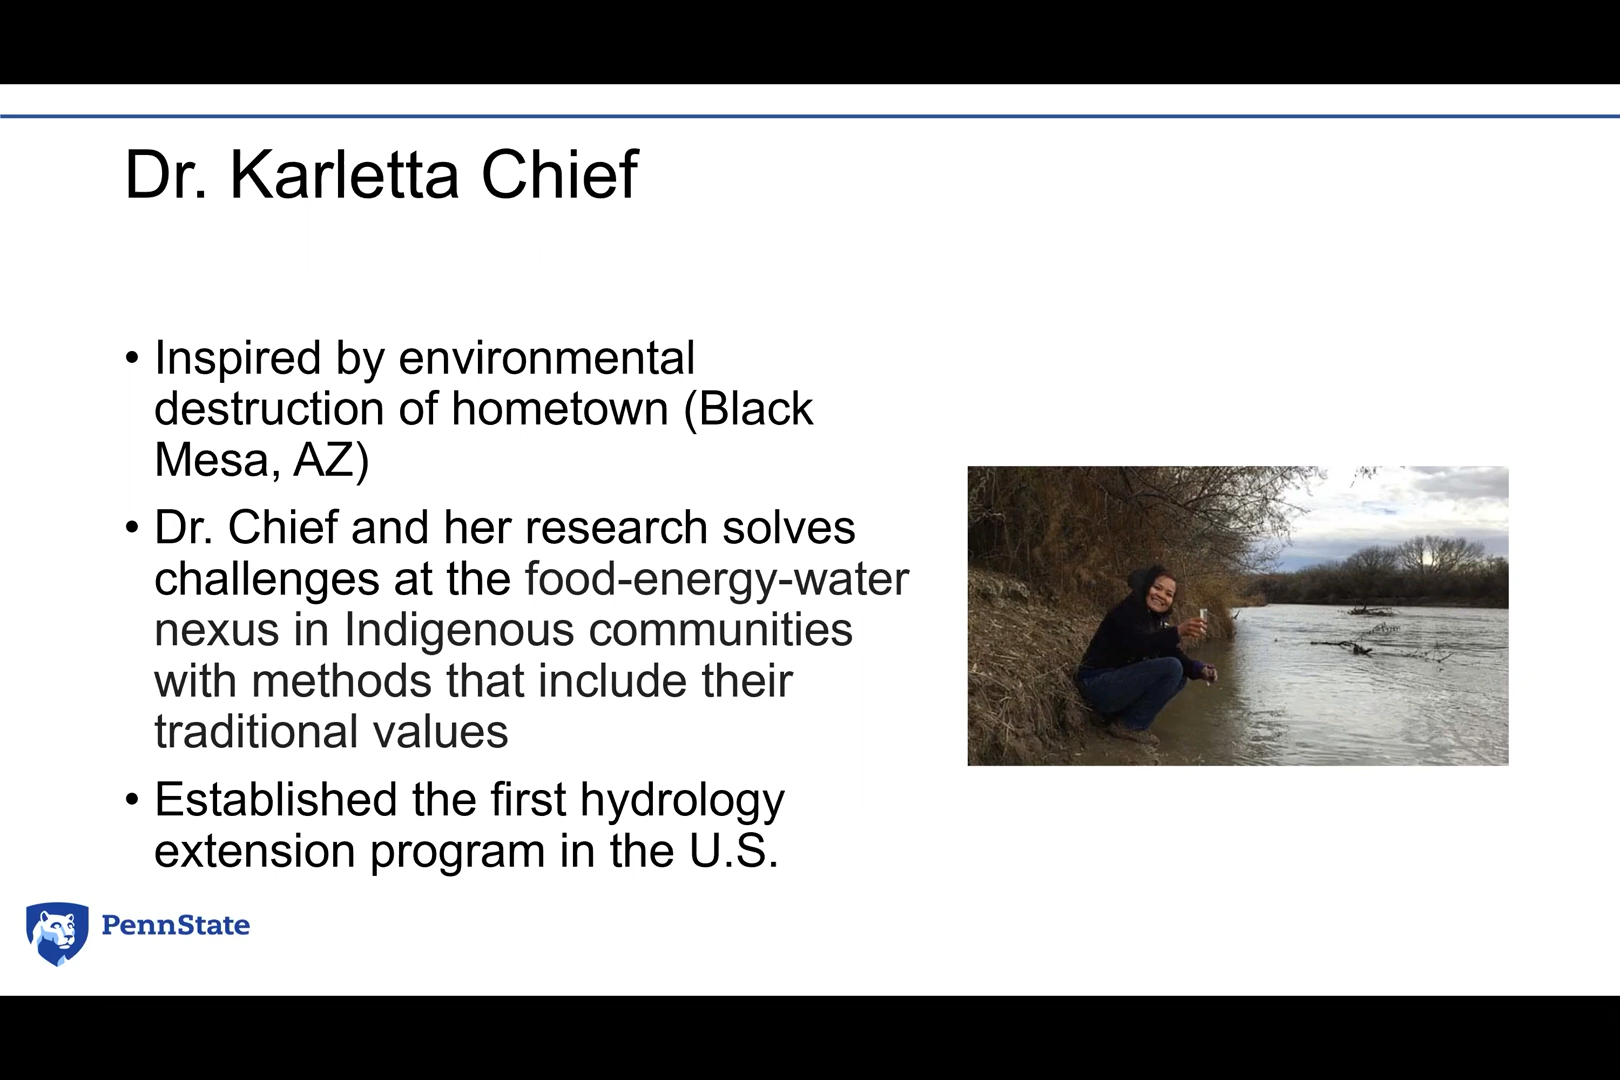 Dr. Karletta Chief
• Inspired by environmental
destruction of hometown (Black
Mesa, AZ)
• Dr. Chief and her research solves
challenges at the food-energy-water
nexus in Indigenous communities
with methods that include their
traditional values
• Established the first hydrology
extension program in the U.S.
PennState